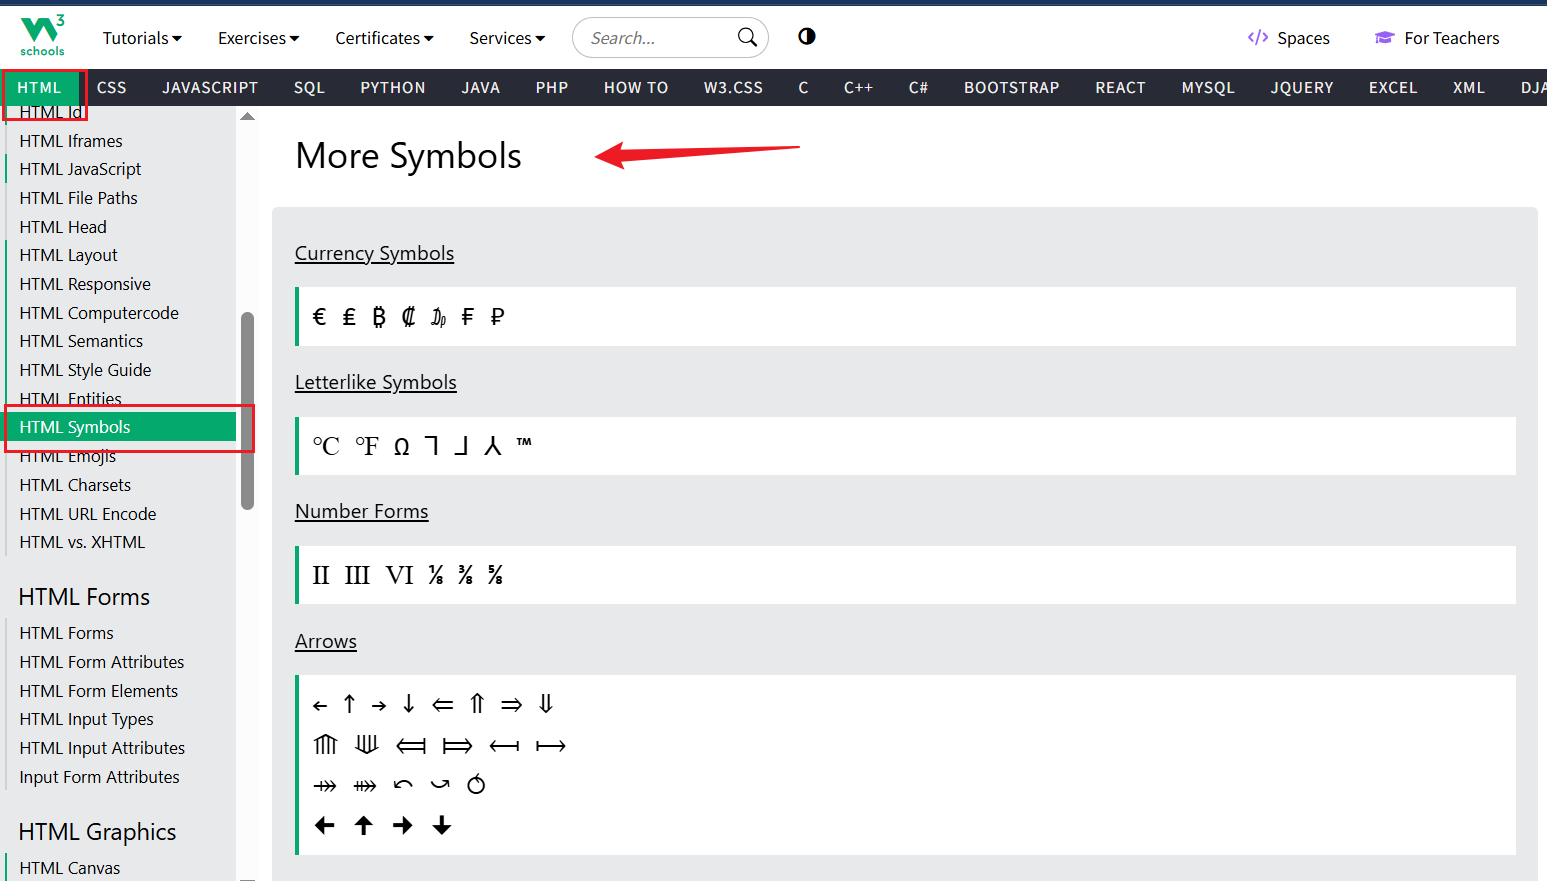 W3 schools
Tutorials Exercises Certificates Services Search... Spaces For Teachers
HTML CSS JAVASCRIPT SQL PYTHON JAVA PHP HOW TO W3.CSS C C++ C# BOOTSTRAP REACT MYSQL JQUERY EXCEL XML DJA
HTML Id
HTML Iframes
HTML JavaScript
HTML File Paths
HTML Head
HTML Layout
HTML Responsive
HTML Computercode
HTML Semantics
HTML Style Guide
HTML Entities
HTML Symbols
HTML Emojis
HTML Charsets
HTML URL Encode
HTML vs. XHTML
HTML Forms
HTML Forms
HTML Form Attributes
HTML Form Elements
HTML Input Types
HTML Input Attributes
Input Form Attributes
HTML Graphics
HTML Canvas
More Symbols
Currency Symbols
€ ₤ ₿ ₡ ₯ ₣ ₽
Letterlike Symbols
℃ ℉ Ω ⅂ ⅃ ⅄ ™
Number Forms
Ⅱ Ⅲ Ⅵ ⅛ ⅜ ⅝
Arrows
← ↑ → ↓ ⇐ ⇑ ⇒ ⇓
⤊ ⤋ ⤆ ⤇ ↤ ↦
⤀ ⤁ ⤺ ⤻ ⥀
🡰 🡱 🡲 🡳